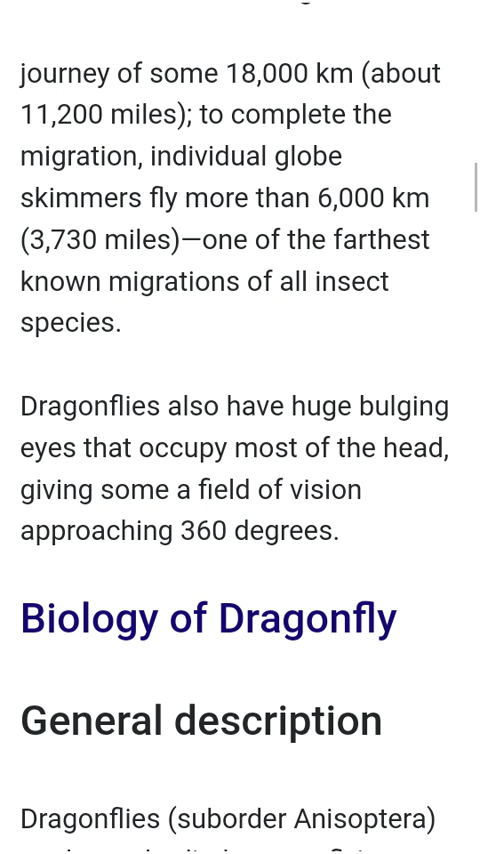 journey of some 18,000 km (about
11,200 miles); to complete the
migration, individual globe
skimmers fly more than 6,000 km
(3,730 miles)—one of the farthest
known migrations of all insect
species.
Dragonflies also have huge bulging
eyes that occupy most of the head,
giving some a field of vision
approaching 360 degrees.
Biology of Dragonfly
General description
Dragonflies (suborder Anisoptera)